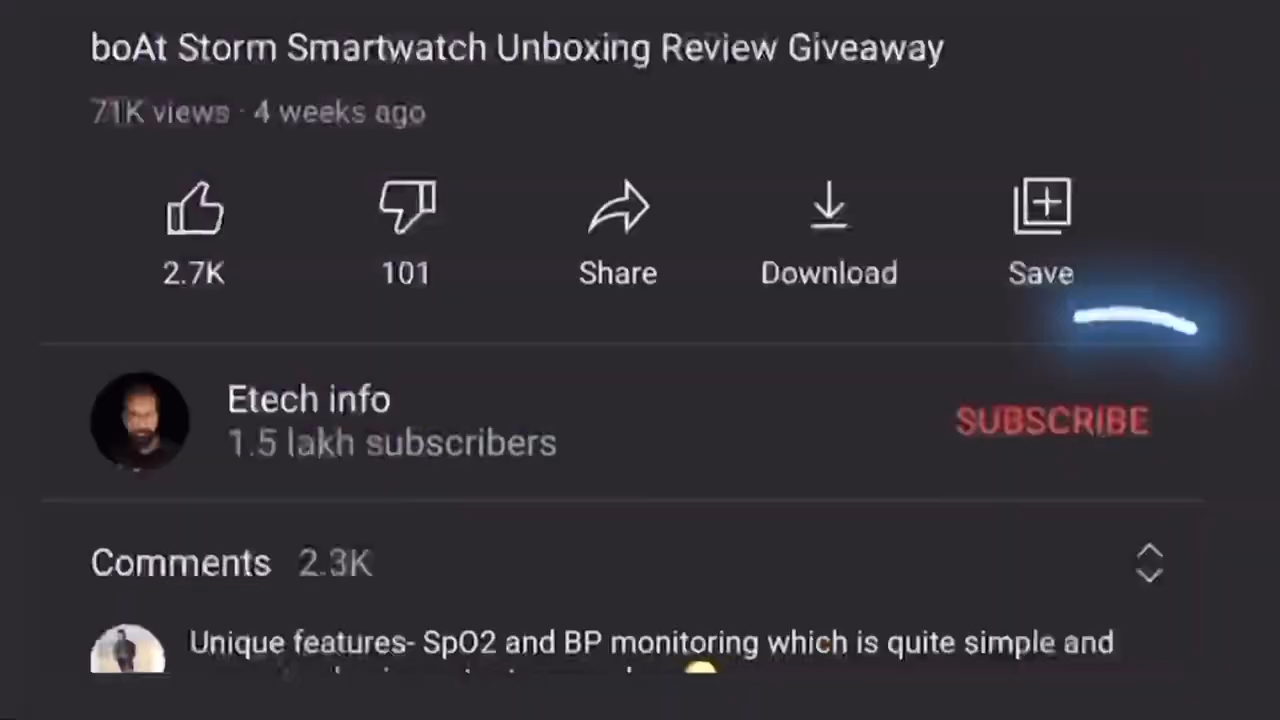 boAt Storm Smartwatch Unboxing Review Giveaway
71K views · 4 weeks ago
2.7K 101 Share Download Save
Etech info
1.5 lakh subscribers
SUBSCRIBE
Comments 2.3K
Unique features- SpO2 and BP monitoring which is quite simple and